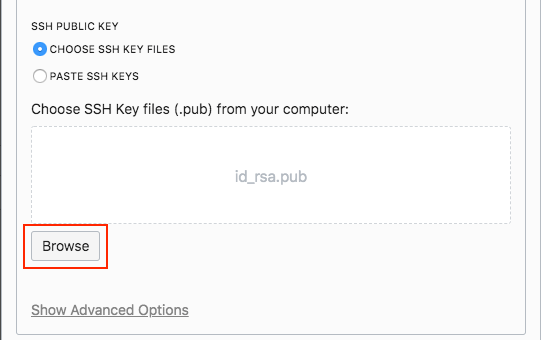 SSH PUBLIC KEY
CHOOSE SSH KEY FILES
PASTE SSH KEYS
Choose SSH Key files (.pub) from your computer:
id_rsa.pub
Browse
Show Advanced Options